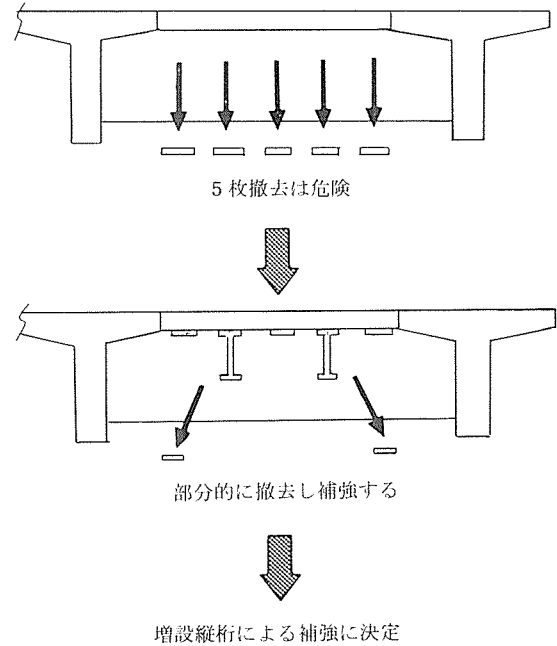 5枚撤去は危険
部分的に撤去し補強する
増設縦桁による補強に決定